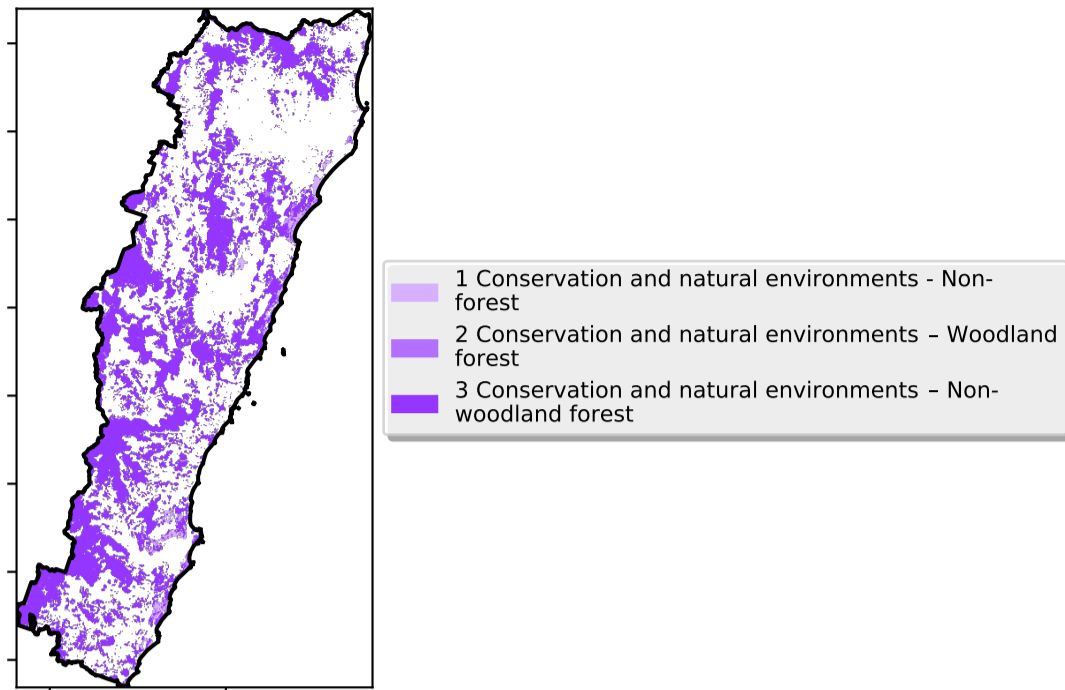 1 Conservation and natural environments - Non-
forest
2 Conservation and natural environments – Woodland
forest
3 Conservation and natural environments – Non-
woodland forest